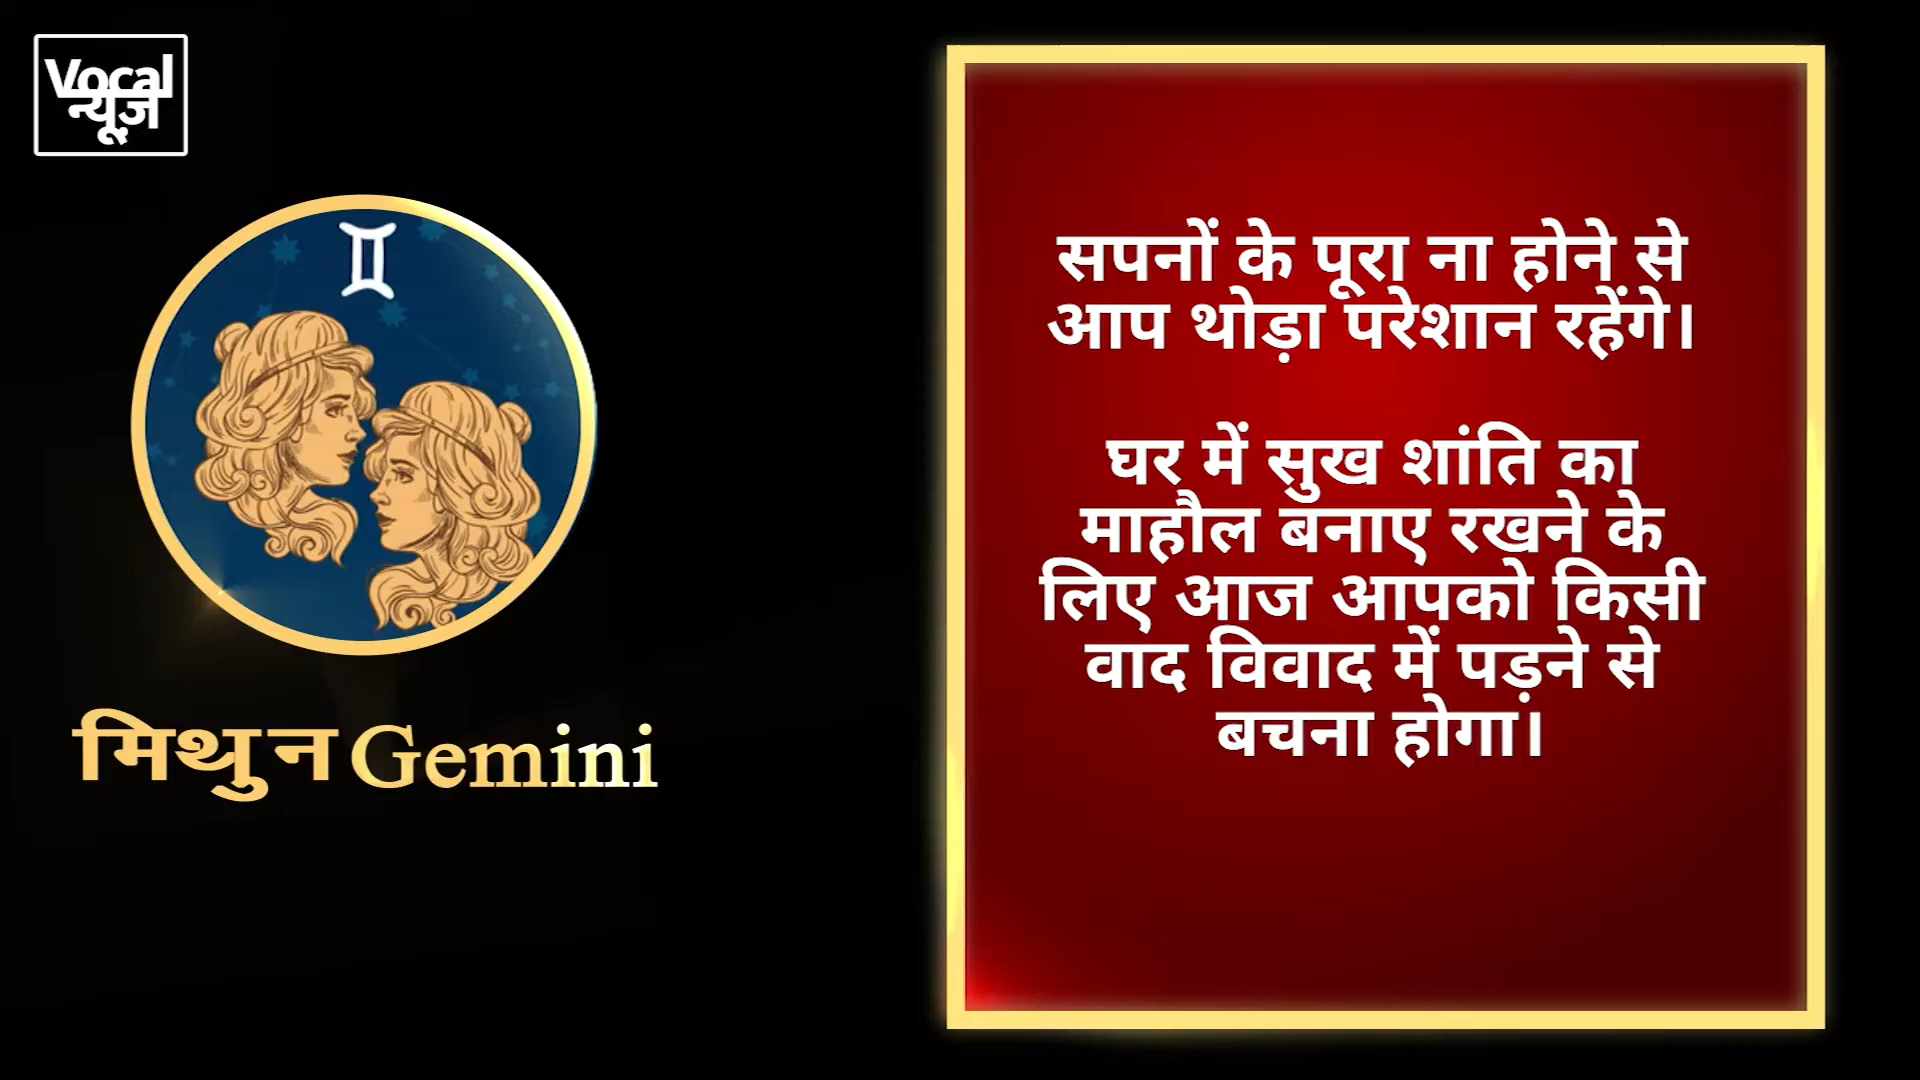 Vocal
न्यूज़
मिथुन Gemini
सपनों के पूरा ना होने से
आप थोड़ा परेशान रहेंगे।
घर में सुख शांति का
माहौल बनाए रखने के
लिए आज आपको किसी
वाद विवाद में पड़ने से
बचना होगा।